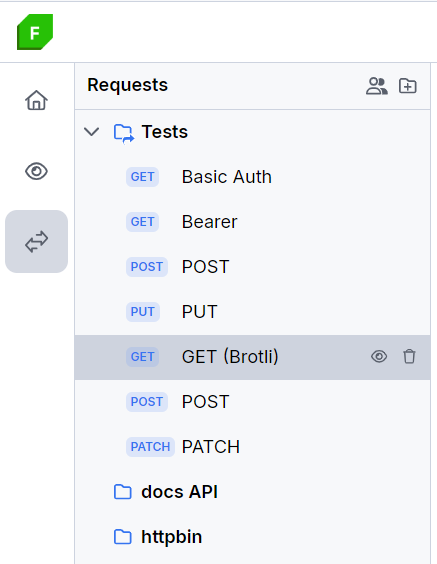 F
Requests
Tests
GET Basic Auth
GET Bearer
POST POST
PUT PUT
GET GET (Brotli)
POST POST
PATCH PATCH
docs API
httpbin